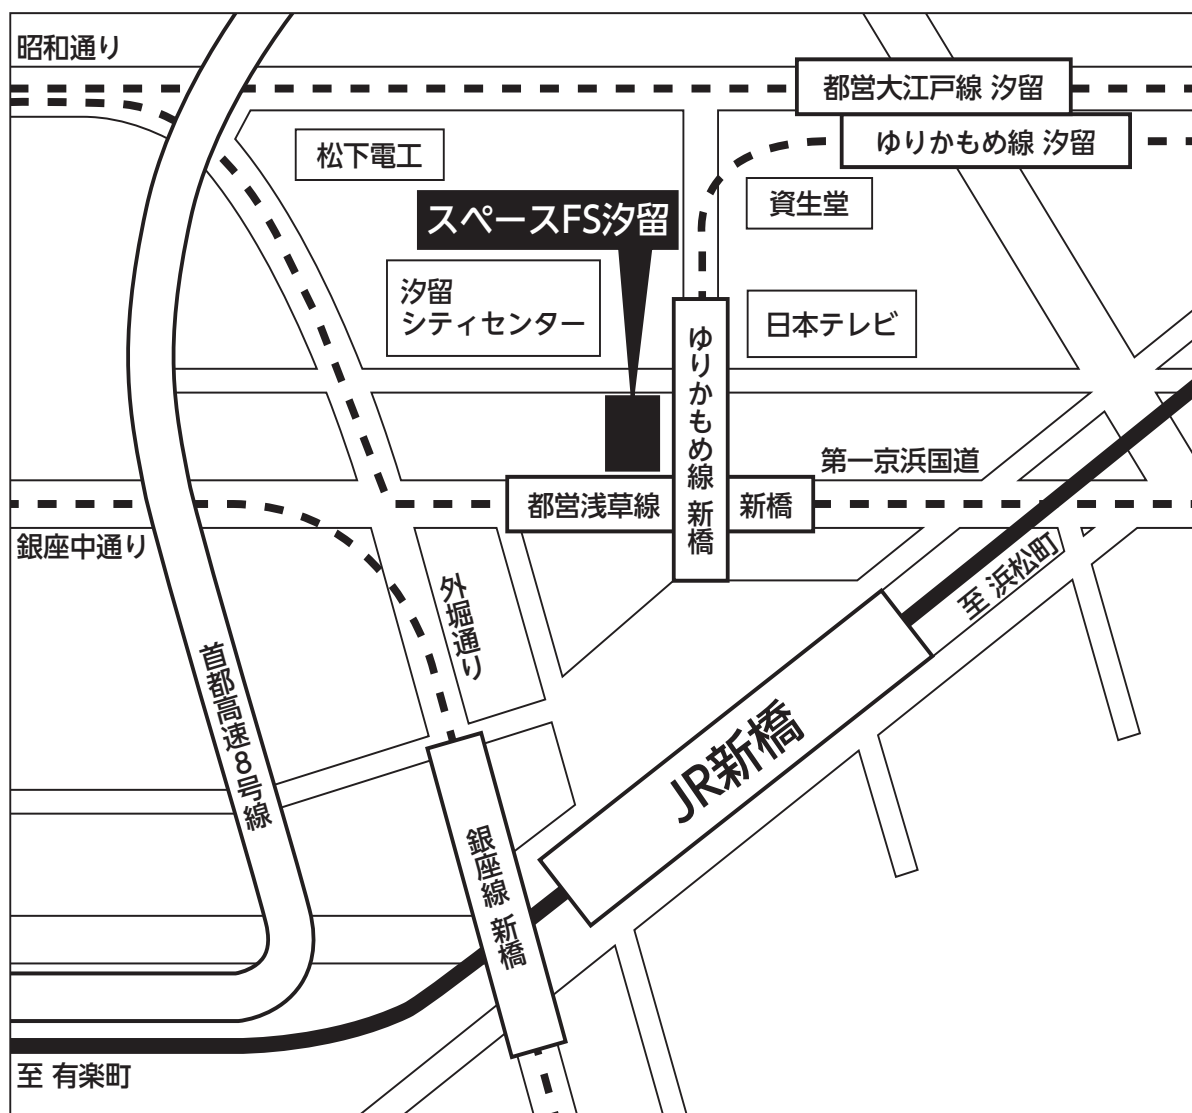 昭和通り
都営大江戸線 汐留
ゆりかもめ線 汐留
松下電工
資生堂
スペースFS汐留
汐留
シティセンター
日本テレビ
ゆりかもめ線 新橋
第一京浜国道
都営浅草線
新橋
銀座中通り
外堀通り
至 浜松町
首都高速8号線
JR新橋
銀座線 新橋
至 有楽町